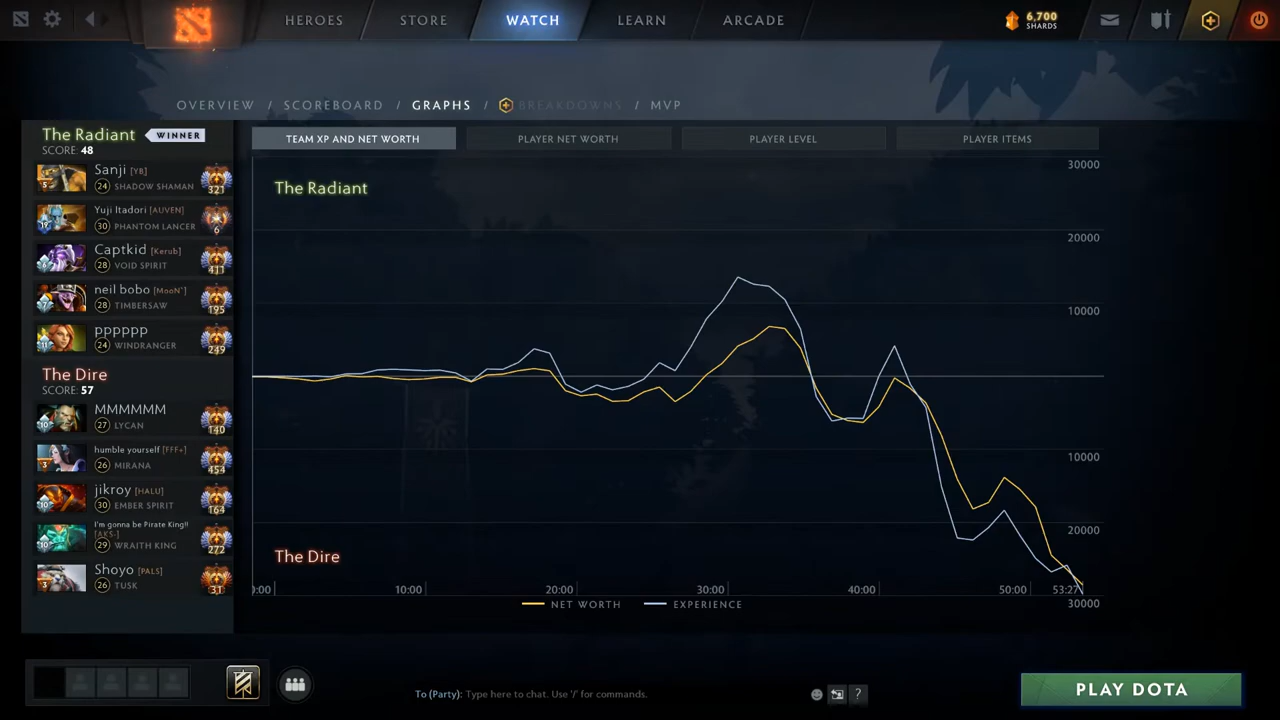 HEROES
STORE
WATCH
LEARN
ARCADE
6,700
SHARDS
OVERVIEW / SCOREBOARD / GRAPHS / BREAKDOWNS / MVP
The Radiant WINNER
SCORE: 48
Sanji [YB]
24 SHADOW SHAMAN
321
Yuji Itadori [AUVEN]
30 PHANTOM LANCER
6
Captkid [Kerub]
28 VOID SPIRIT
411
neil bobo [MooN"]
28 TIMBERSAW
195
pppppp
24 WINDRANGER
249
The Dire
SCORE: 57
MMMMMM
27 LYCAN
140
humble yourself [FFF+]
26 MIRANA
454
jikroy [HALU]
30 EMBER SPIRIT
164
I'm gonna be Pirate King!!
[AKS-]
29 WRAITH KING
272
Shoyo [PALS]
26 TUSK
31
TEAM XP AND NET WORTH
PLAYER NET WORTH
PLAYER LEVEL
PLAYER ITEMS
The Radiant
30000
20000
10000
10000
20000
30000
The Dire
0:00 10:00 20:00 30:00 40:00 50:00 53:27
NET WORTH EXPERIENCE
To (Party): Type here to chat. Use '/' for commands.
?
PLAY DOTA